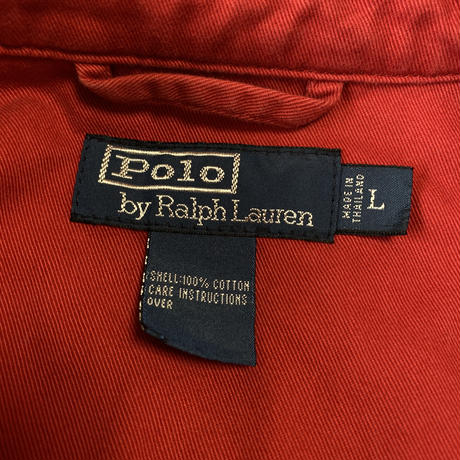 Polo
by Ralph Lauren
MADE IN
THAILAND
L
SHELL:100% COTTON
CARE INSTRUCTIONS
OVER